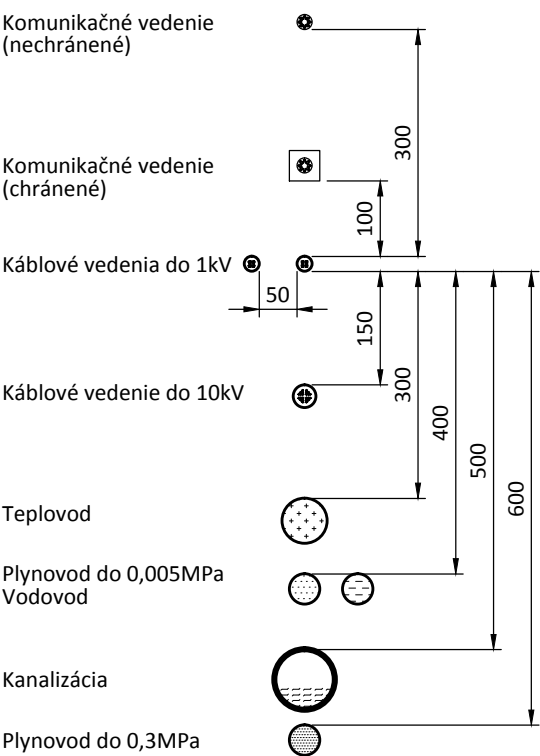 Komunikačné vedenie
(nechránené)
300
Komunikačné vedenie
(chránené)
100
Káblové vedenia do 1kV
50
150
Káblové vedenie do 10kV
300
400
500
600
Teplovod
Plynovod do 0,005MPa
Vodovod
Kanalizácia
Plynovod do 0,3MPa